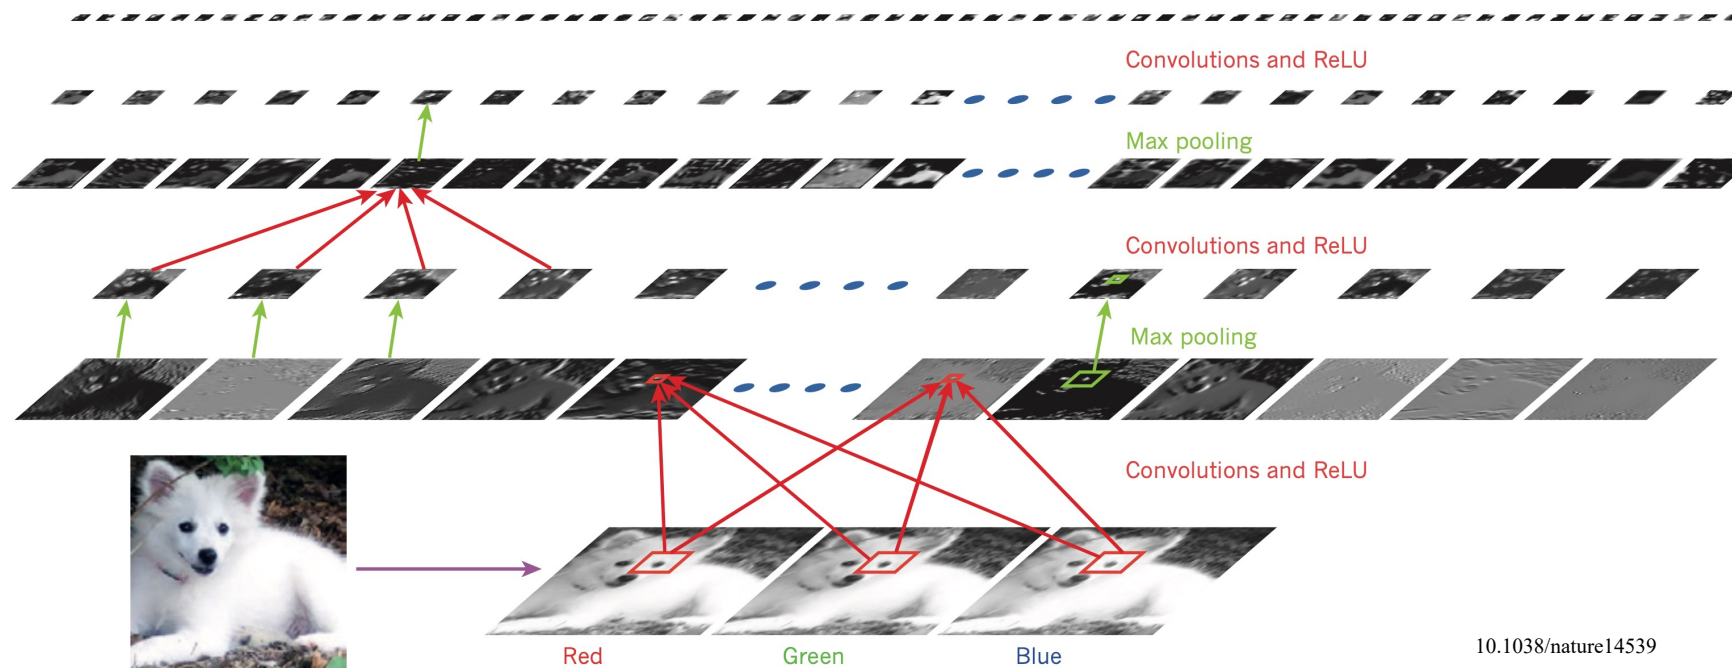 Convolutions and ReLU
Max pooling
Convolutions and ReLU
Max pooling
Convolutions and ReLU
Red
Green
Blue
10.1038/nature14539